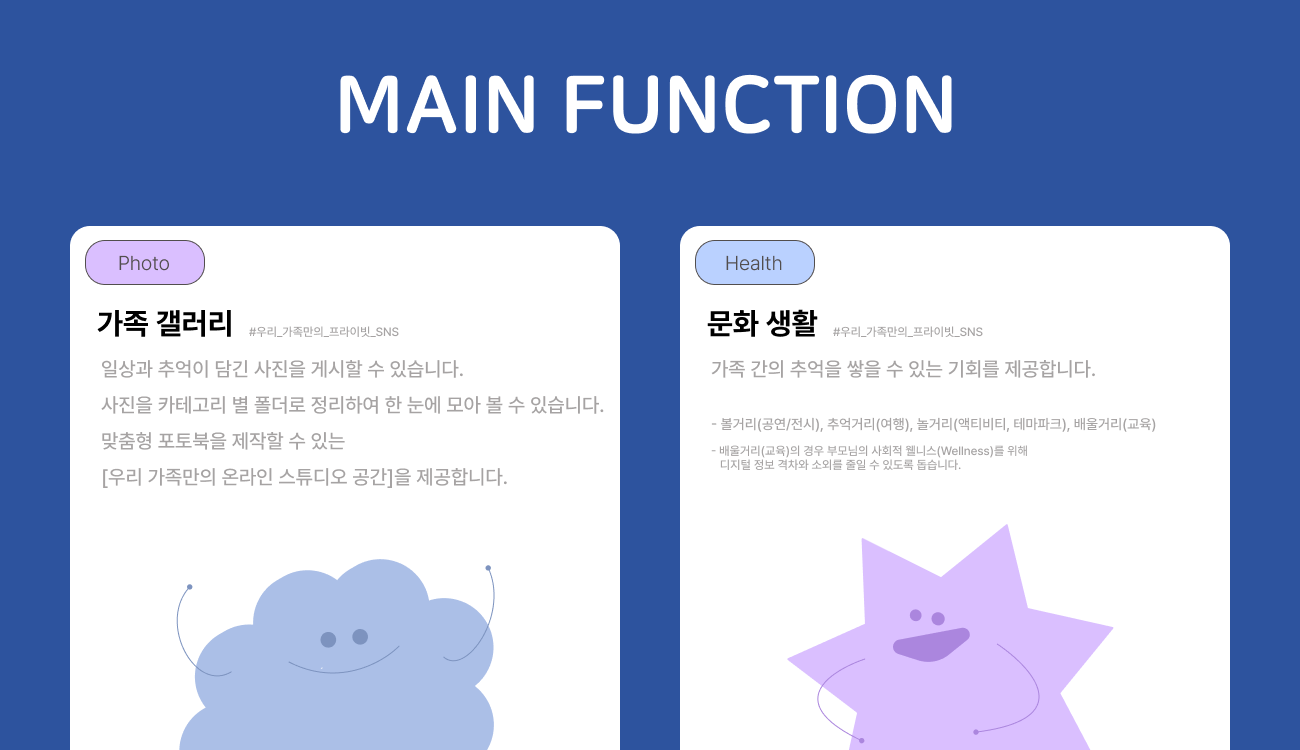 MAIN FUNCTION
Photo
가족 갤러리 #우리_가족만의_프라이빗_SNS
일상과 추억이 담긴 사진을 게시할 수 있습니다.
사진을 카테고리 별 폴더로 정리하여 한 눈에 모아 볼 수 있습니다.
맞춤형 포토북을 제작할 수 있는
[우리 가족만의 온라인 스튜디오 공간]을 제공합니다.
Health
문화 생활 #우리_가족만의_프라이빗_SNS
가족 간의 추억을 쌓을 수 있는 기회를 제공합니다.
- 볼거리(공연/전시), 추억거리(여행), 놀거리(액티비티, 테마파크), 배울거리(교육)
- 배울거리(교육)의 경우 부모님의 사회적 웰니스(Wellness)를 위해
디지털 정보 격차와 소외를 줄일 수 있도록 돕습니다.